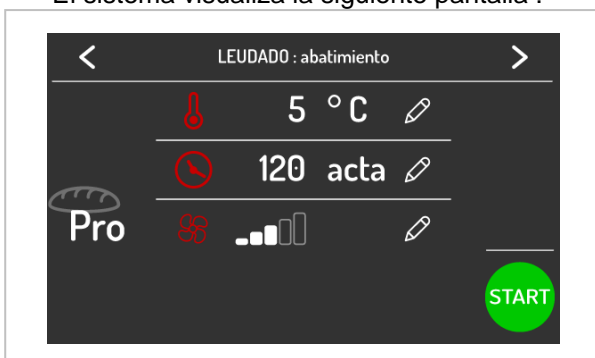 El sistema visualiza la siguiente pantalla :
LEUDADO : abatimiento
5 °C
120 acta
Pro
START